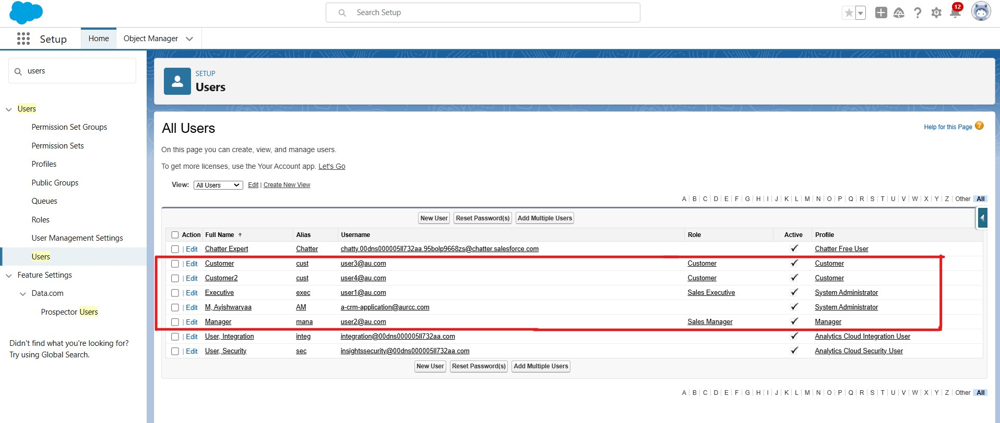 Search Setup
12
Setup
Home
Object Manager
users
Users
Permission Set Groups
Permission Sets
Profiles
Public Groups
Queues
Roles
User Management Settings
Users
Feature Settings
Data.com
Prospector Users
Didn't find what you're looking for?
Try using Global Search.
SETUP
Users
All Users
Help for this Page ?
On this page you can create, view, and manage users.
To get more licenses, use the Your Account app. Let's Go
View: All Users Edit | Create New View
A | B | C | D | E | F | G | H | I | J | K | L | M | N | O | P | Q | R | S | T | U | V | W | X | Y | Z | Other All
New User Reset Password(s) Add Multiple Users
Action Full Name ↑ Alias Username Role Active Profile
| Edit Chatter Expert Chatter chatty.00dns000005ll732aa.95bolp9668zs@chatter.salesforce.com Chatter Free User
| Edit Customer cust user3@au.com Customer Customer
| Edit Customer2 cust user4@au.com Customer Customer
| Edit Executive exec user1@au.com Sales Executive System Administrator
| Edit M, Ayishwaryaa AM a-crm-application@aurcc.com System Administrator
| Edit Manager mana user2@au.com Sales Manager Manager
| Edit User, Integration integ integration@00dns000005ll732aa.com Analytics Cloud Integration User
| Edit User, Security sec insightssecurity@00dns000005ll732aa.com Analytics Cloud Security User
New User Reset Password(s) Add Multiple Users
A | B | C | D | E | F | G | H | I | J | K | L | M | N | O | P | Q | R | S | T | U | V | W | X | Y | Z | Other All